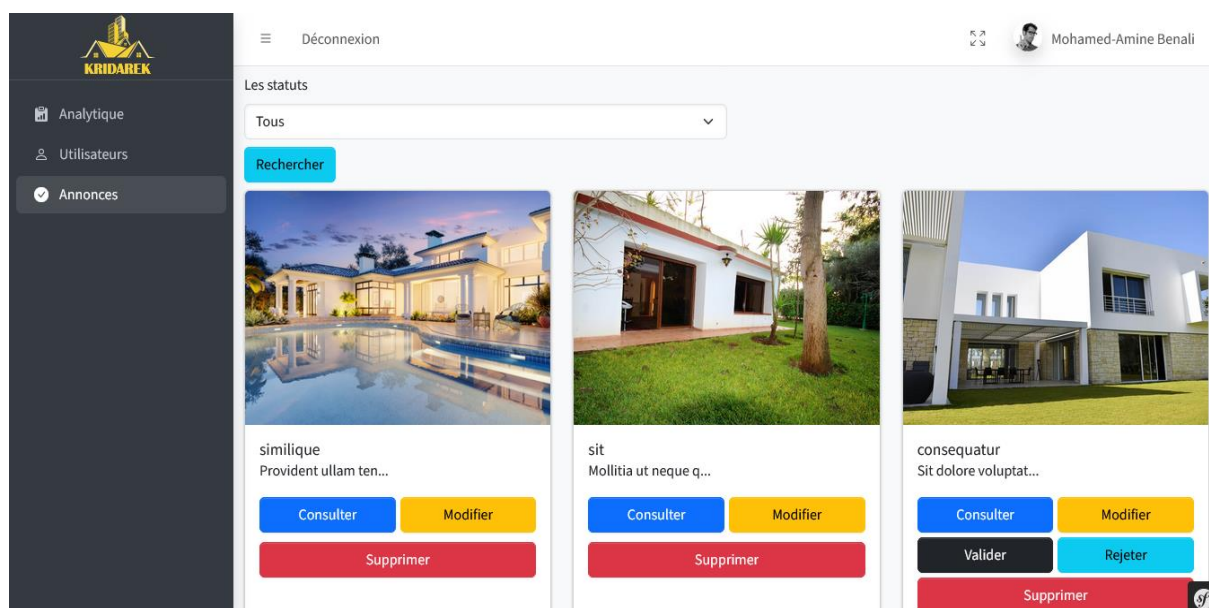 KRIDAREK
Déconnexion
Mohamed-Amine Benali
Analytique
Utilisateurs
Annonces
Les statuts
Tous
Rechercher
similique
Provident ullam ten...
Consulter Modifier
Supprimer
sit
Mollitia ut neque q...
Consulter Modifier
Supprimer
consequatur
Sit dolore voluptat...
Consulter Modifier
Valider Rejeter
Supprimer
sf